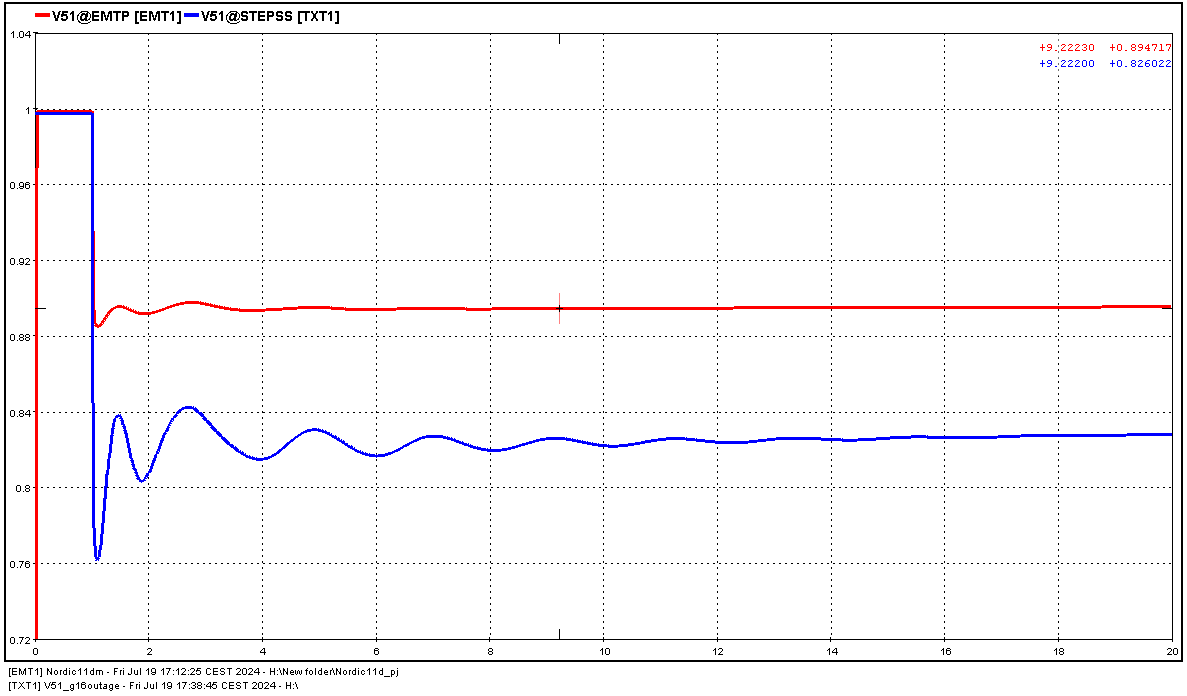 V51@EMTP [EMT1] V51@STEPSS [TXT1]
1.04
+9.22230 +0.894717
+9.22200 +0.826022
1
0.96
0.92
0.88
0.84
0.8
0.76
0.72
0 2 4 6 8 10 12 14 16 18 20
[EMT1] Nordic11dm - Fri Jul 19 17:12:25 CEST 2024 - H:\New folder\Nordic11d_pj
[TXT1] V51_g16outage - Fri Jul 19 17:38:45 CEST 2024 - H:\